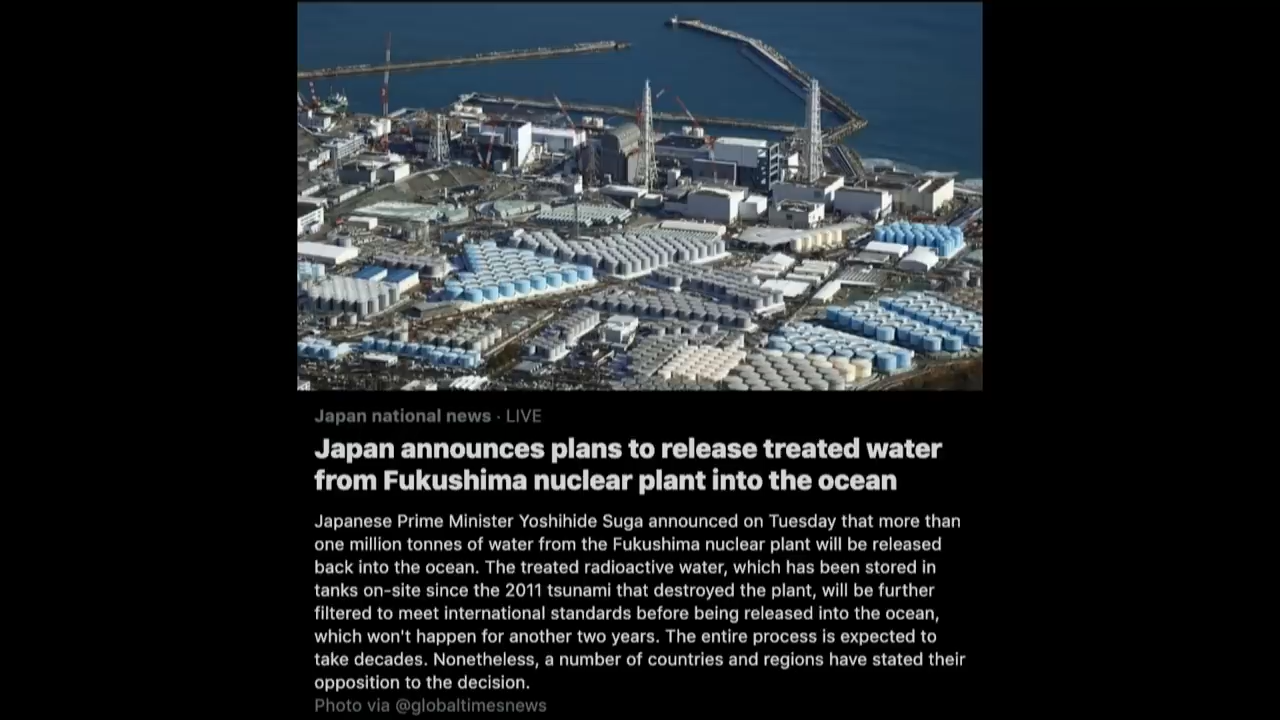 Japan national news · LIVE
Japan announces plans to release treated water
from Fukushima nuclear plant into the ocean
Japanese Prime Minister Yoshihide Suga announced on Tuesday that more than
one million tonnes of water from the Fukushima nuclear plant will be released
back into the ocean. The treated radioactive water, which has been stored in
tanks on-site since the 2011 tsunami that destroyed the plant, will be further
filtered to meet international standards before being released into the ocean,
which won't happen for another two years. The entire process is expected to
take decades. Nonetheless, a number of countries and regions have stated their
opposition to the decision.
Photo via @globaltimesnews